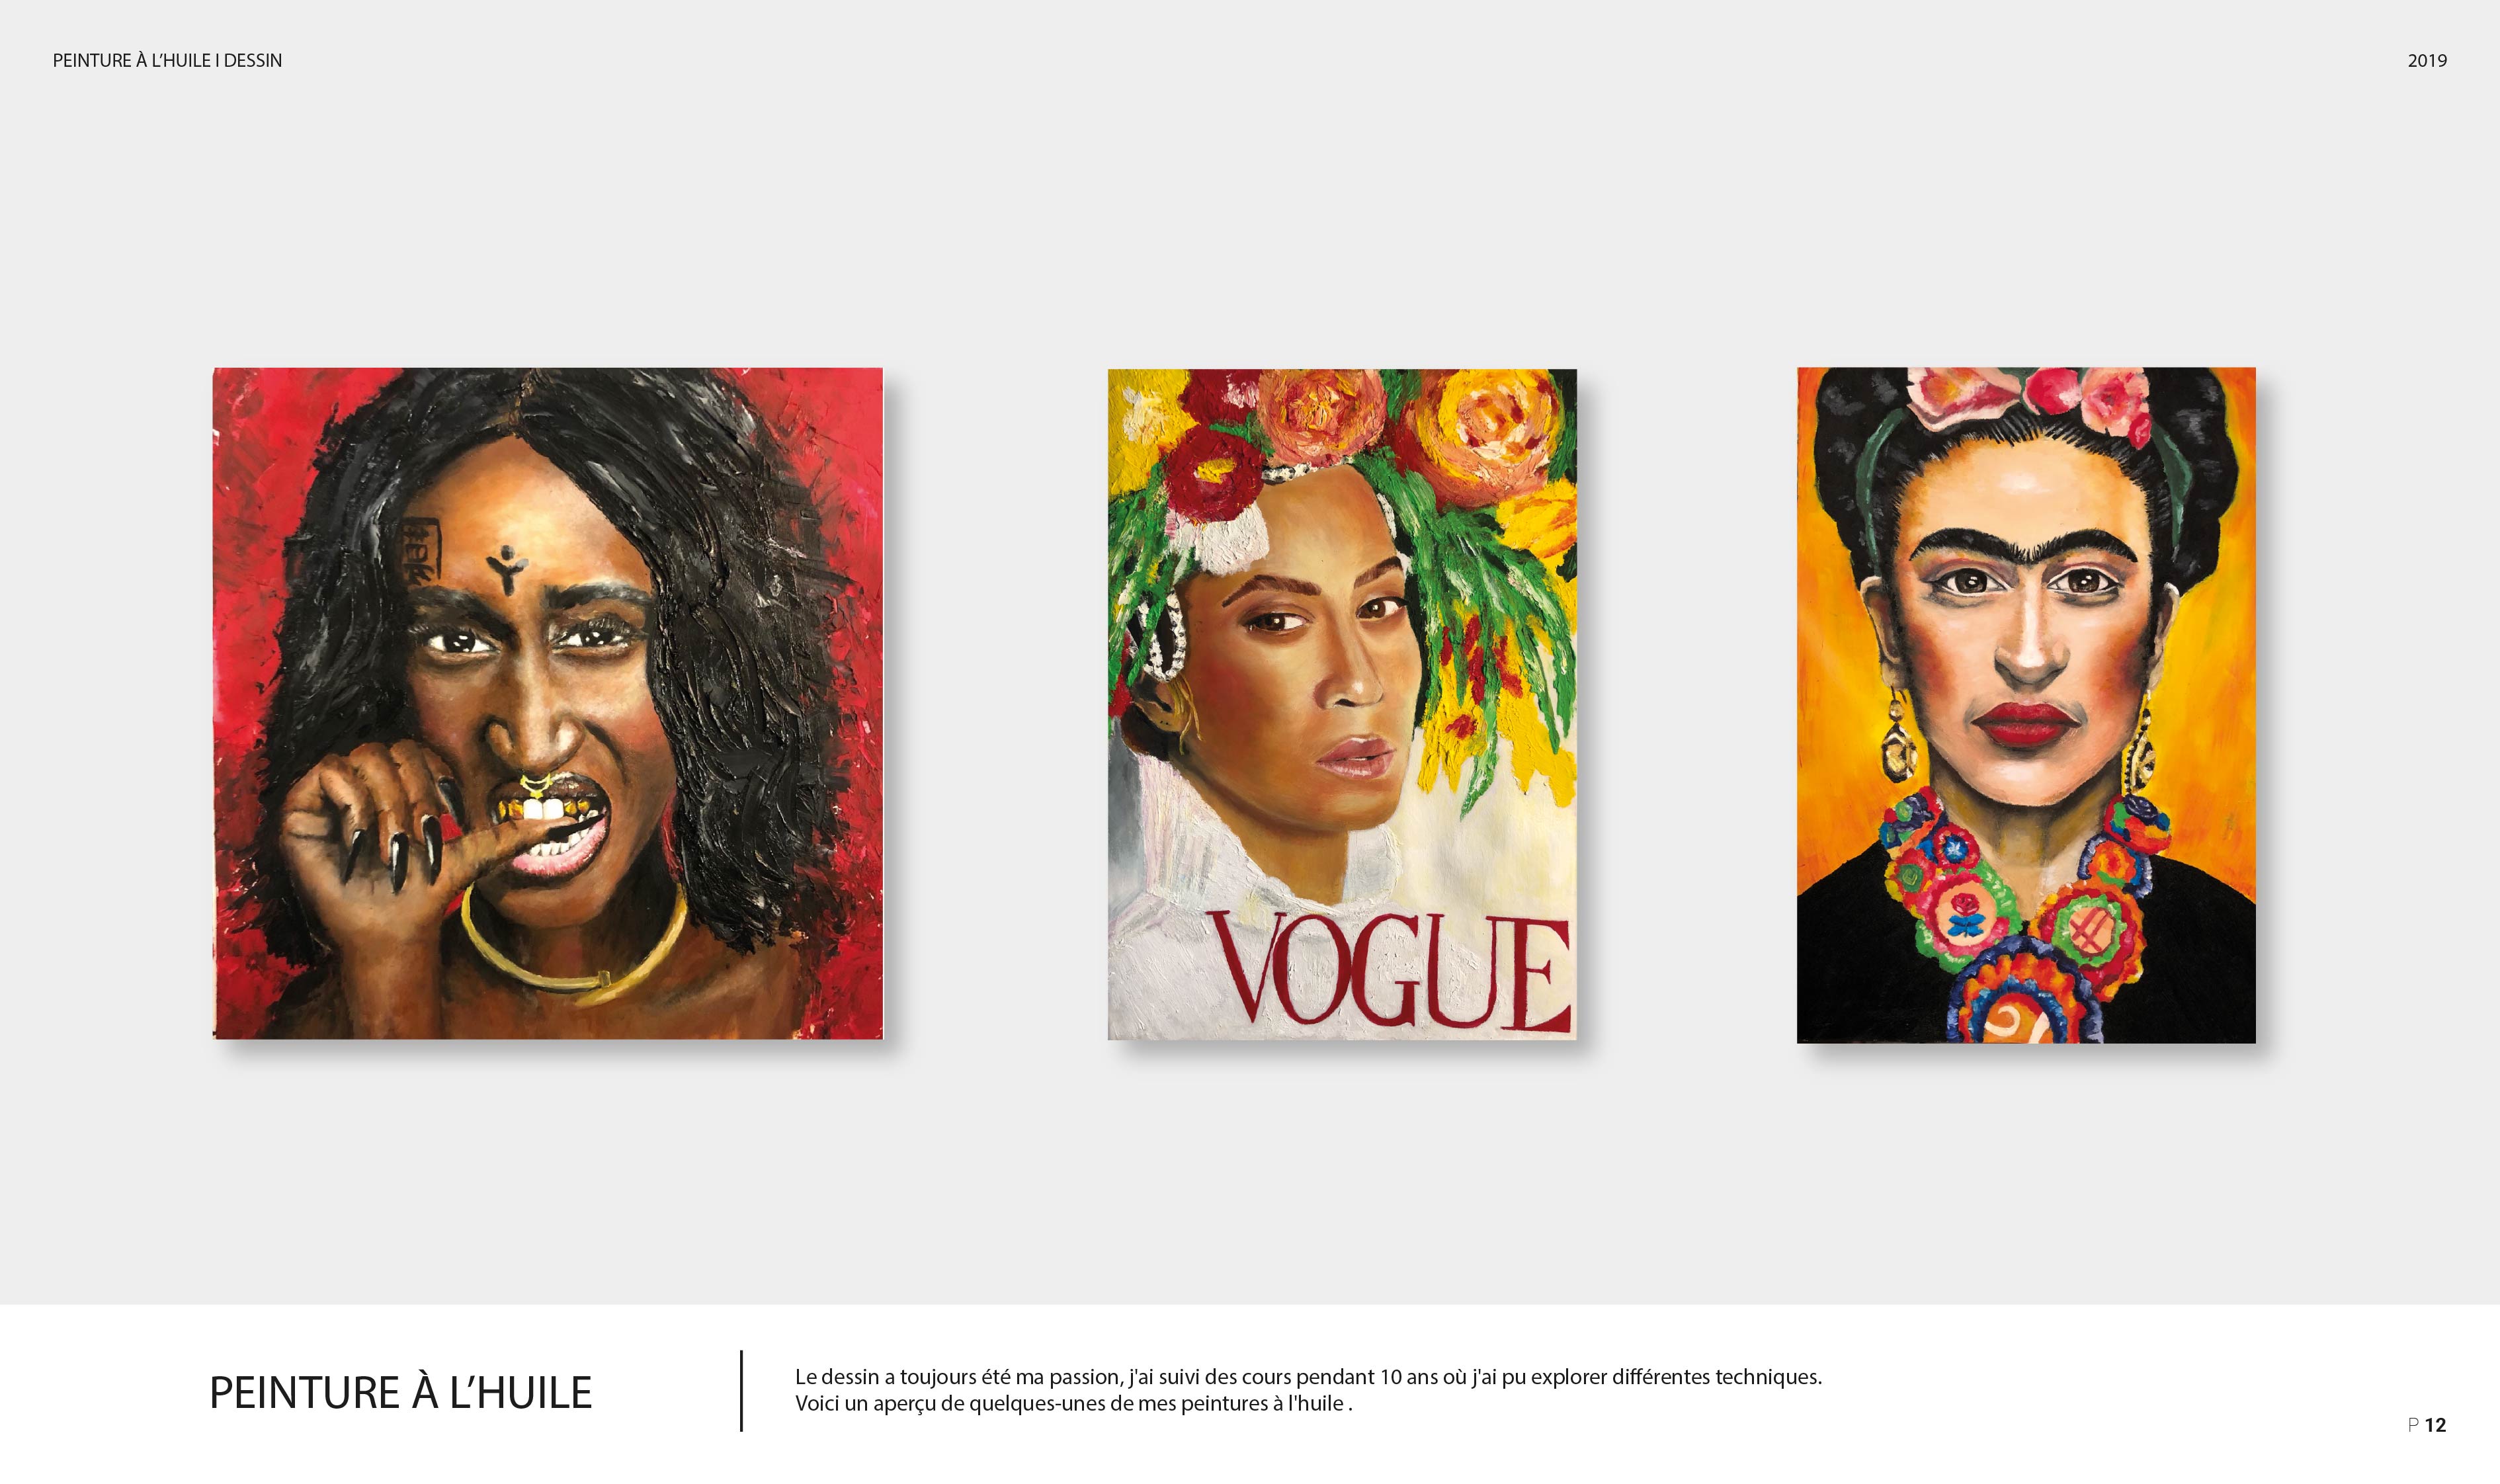 PEINTURE À L’HUILE I DESSIN
2019
VOGUE
PEINTURE À L’HUILE
Le dessin a toujours été ma passion, j'ai suivi des cours pendant 10 ans où j'ai pu explorer différentes techniques.
Voici un aperçu de quelques-unes de mes peintures à l'huile .
P 12